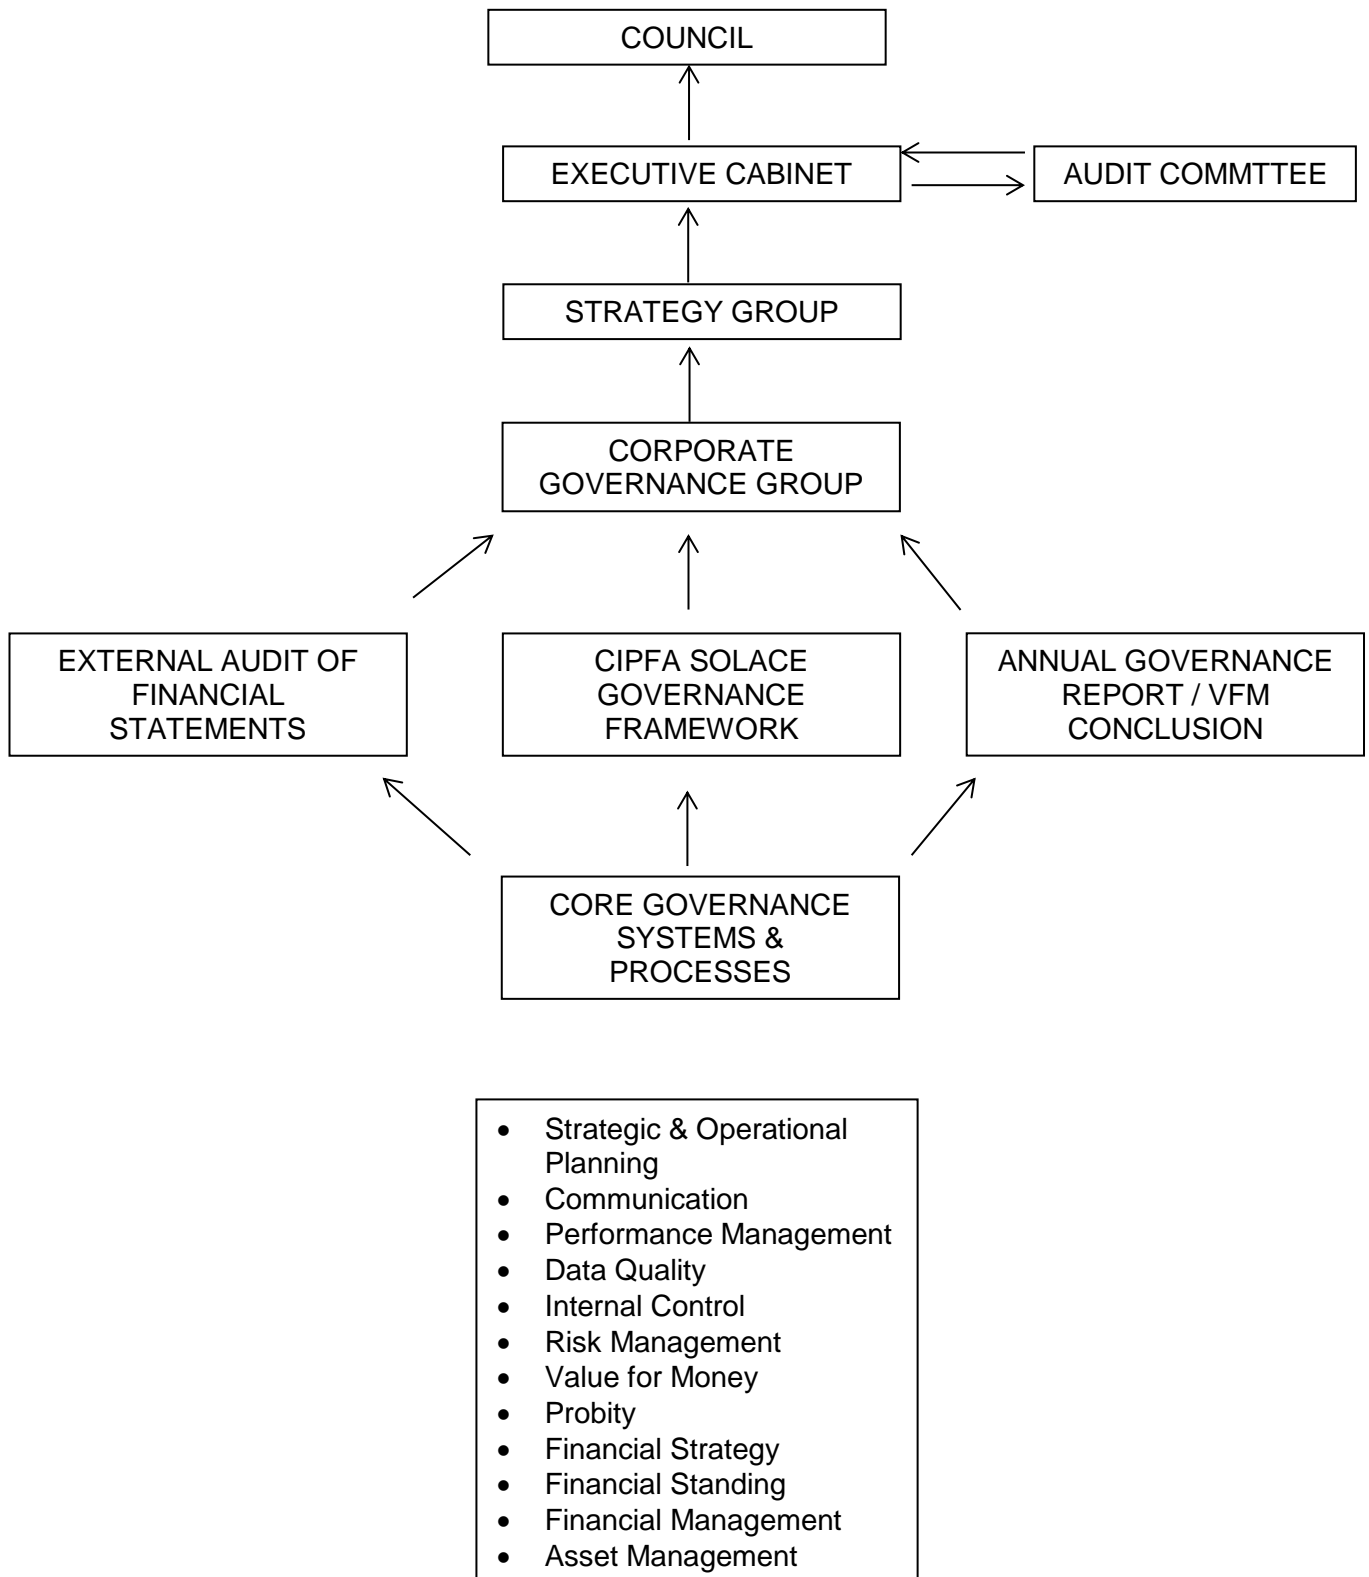 COUNCIL
EXECUTIVE CABINET
AUDIT COMMTTEE
STRATEGY GROUP
CORPORATE
GOVERNANCE GROUP
EXTERNAL AUDIT OF
FINANCIAL
STATEMENTS
CIPFA SOLACE
GOVERNANCE
FRAMEWORK
ANNUAL GOVERNANCE
REPORT / VFM
CONCLUSION
CORE GOVERNANCE
SYSTEMS &
PROCESSES
• Strategic & Operational
Planning
• Communication
• Performance Management
• Data Quality
• Internal Control
• Risk Management
• Value for Money
• Probity
• Financial Strategy
• Financial Standing
• Financial Management
• Asset Management